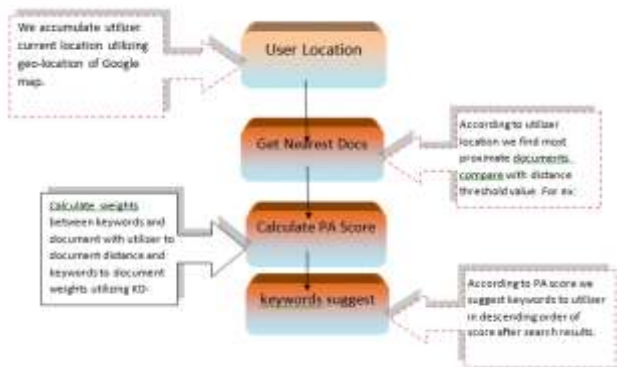 We accumulate utilizer
current location utilizing
geo-location of Google
map.
User Location
Get Nearest Docs
According to utilizer
location we find most
proximate documents,
compare with distance
threshold value. For ex:
Calculate weights
between keywords and
document with utilizer to
document distance and
keywords to document
weights utilizing KD-
Calculate PA Score
keywords suggest
According to PA score we
suggest keywords to utilizer
in descending order of
score after search results.